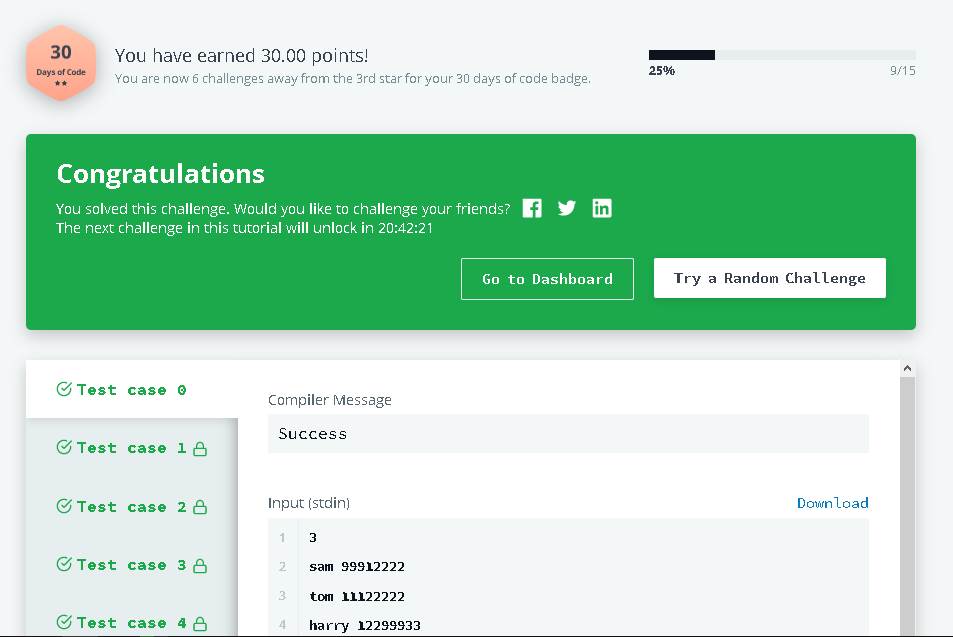 30
Days of Code
You have earned 30.00 points!
You are now 6 challenges away from the 3rd star for your 30 days of code badge.
25%
9/15
Congratulations
You solved this challenge. Would you like to challenge your friends?
The next challenge in this tutorial will unlock in 20:42:21
Go to Dashboard
Try a Random Challenge
Test case 0
Test case 1
Test case 2
Test case 3
Test case 4
Compiler Message
Success
Input (stdin)
Download
1 3
2 sam 99912222
3 tom 11122222
4 harry 12299933